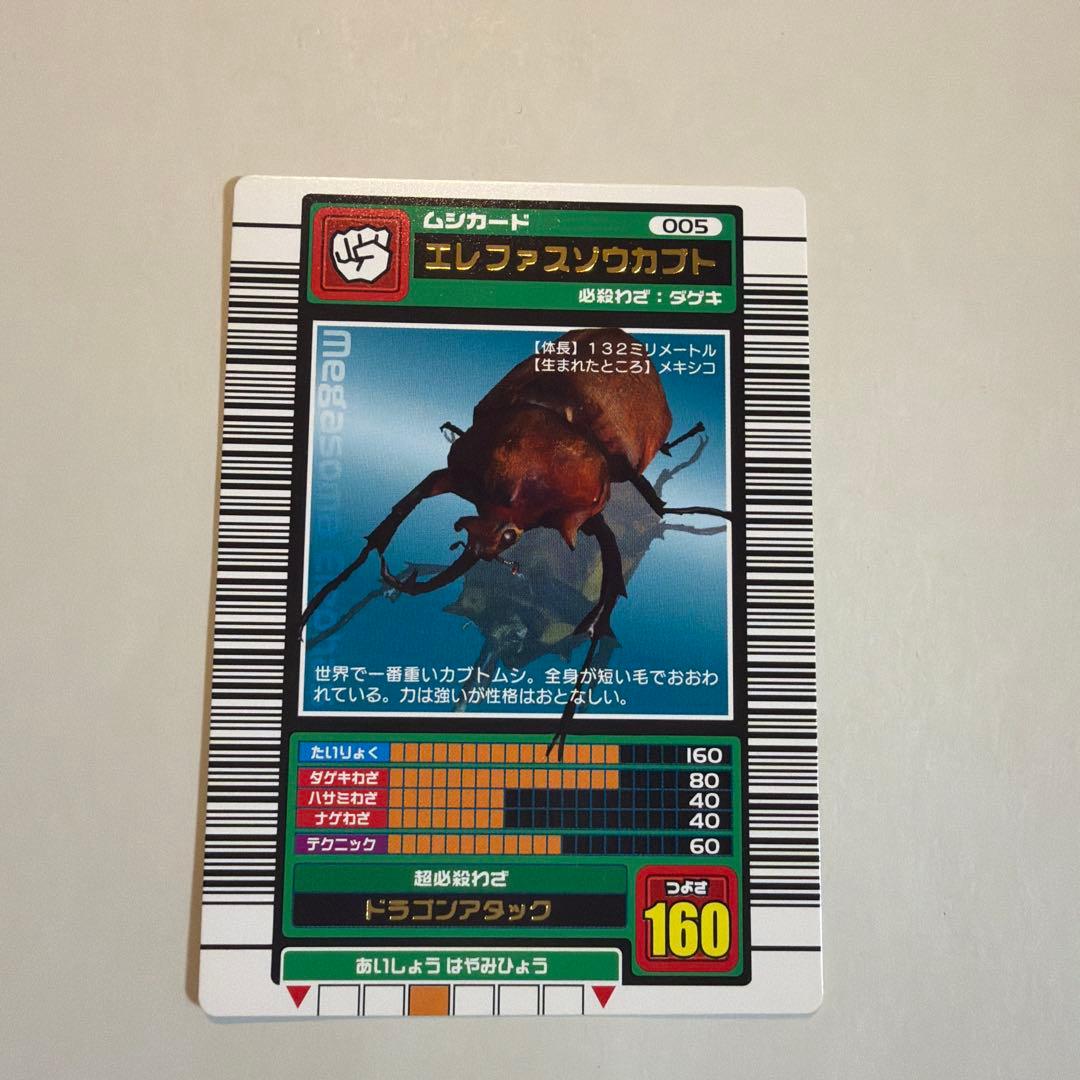 ムシカード
005
エレファスゾウカブト
必殺わざ：ダゲキ
【体長】132ミリメートル
【生まれたところ】メキシコ
Megasoma
世界で一番重いカブトムシ。全身が短い毛でおおわ
れている。力は強いが性格はおとなしい。
たいりょく 160
ダゲキわざ 80
ハサミわざ 40
ナゲわざ 40
テクニック 60
超必殺わざ
ドラゴンアタック
つよさ
160
あいしょう はやみひょう